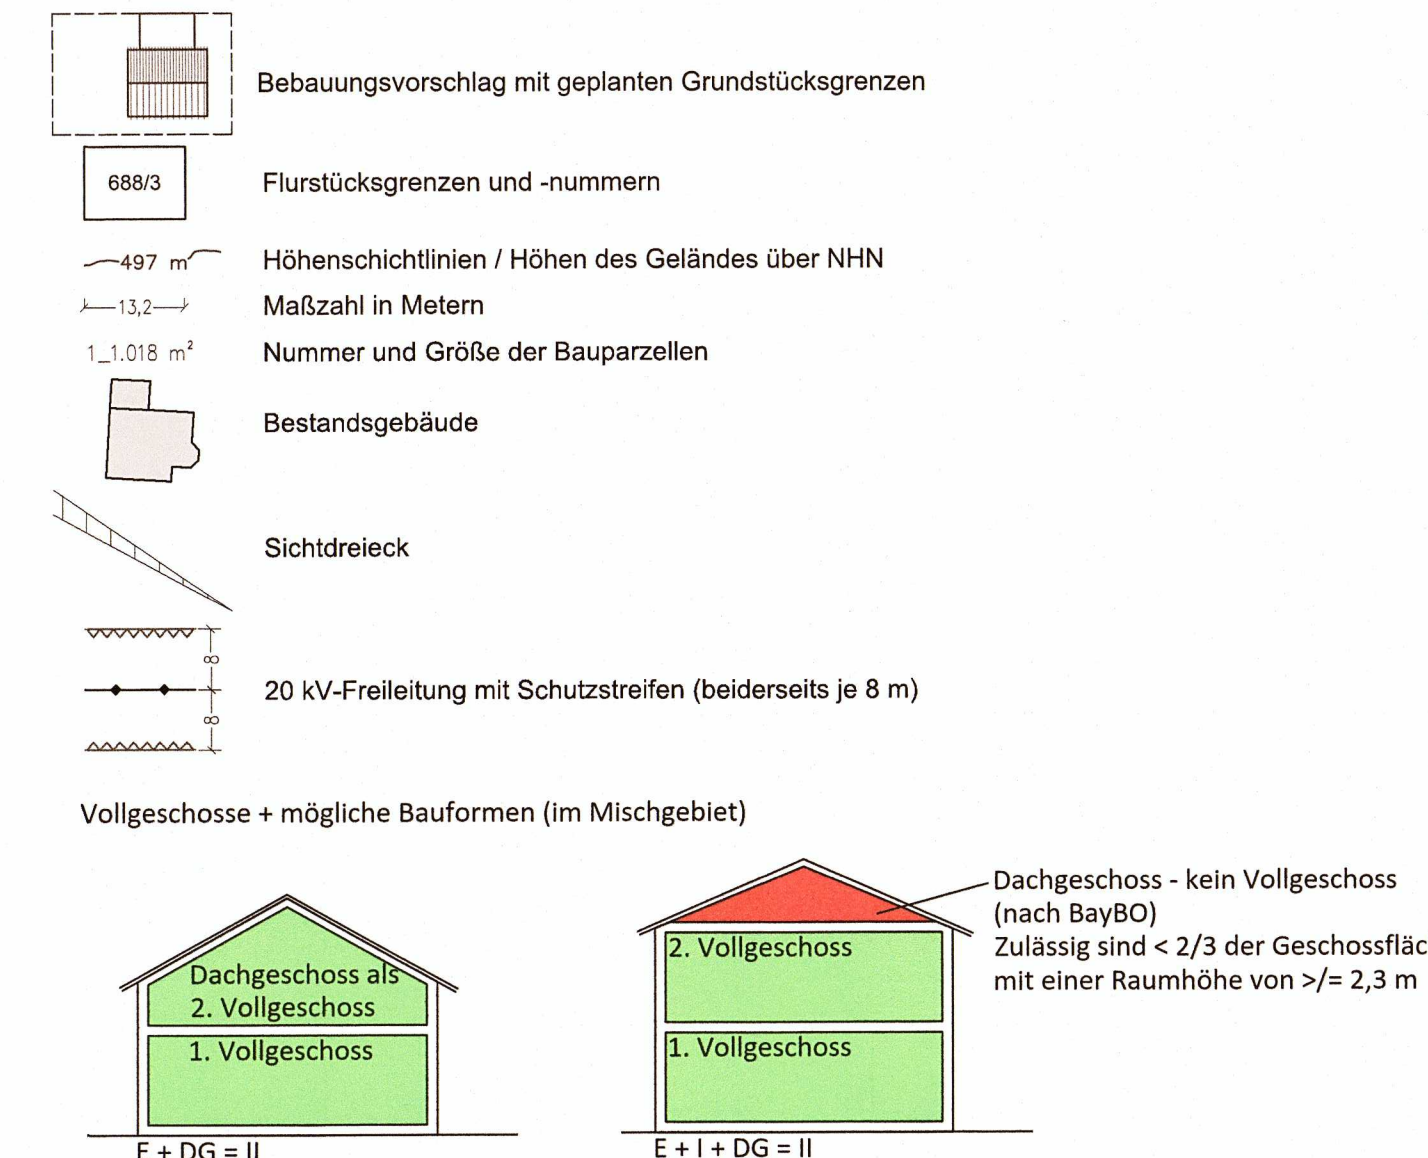 Bebauungsvorschlag mit geplanten Grundstücksgrenzen
688/3
Flurstücksgrenzen und -nummern
497 m
Höhenschichtlinien / Höhen des Geländes über NHN
13,2
Maßzahl in Metern
1_1.018 m²
Nummer und Größe der Bauparzellen
Bestandsgebäude
Sichtdreieck
8
8
20 kV-Freileitung mit Schutzstreifen (beiderseits je 8 m)
Vollgeschosse + mögliche Bauformen (im Mischgebiet)
Dachgeschoss als
2. Vollgeschoss
1. Vollgeschoss
E + DG = II
2. Vollgeschoss
1. Vollgeschoss
E + I + DG = II
Dachgeschoss - kein Vollgeschoss
(nach BayBO)
Zulässig sind < 2/3 der Geschossfläc
mit einer Raumhöhe von >/= 2,3 m